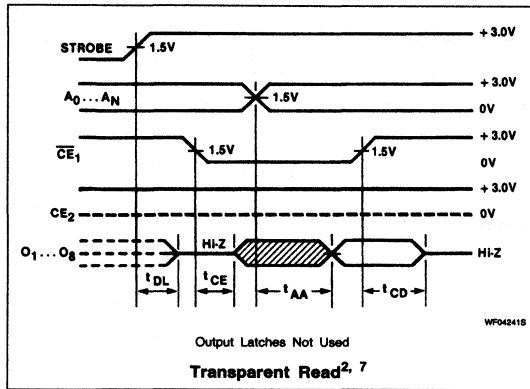 STROBE 1.5V +3.0V
A0...AN 1.5V +3.0V
0V
CE1 1.5V 1.5V +3.0V
0V
+3.0V
CE2 0V
O1...O8 Hi-Z Hi-Z
tDL tCE tAA tCD
WF04241S
Output Latches Not Used
Transparent Read2, 7